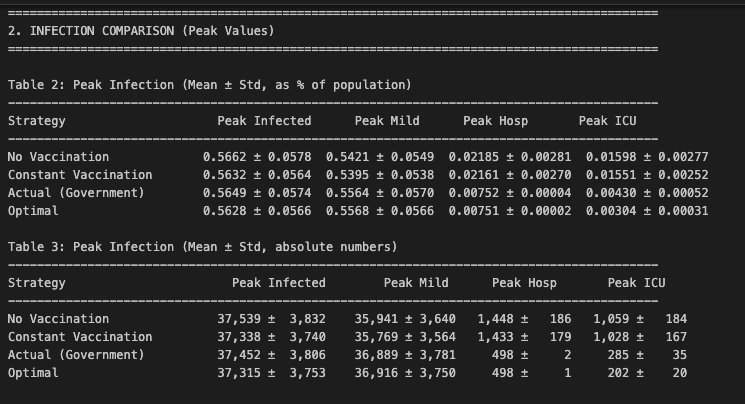 ==========================================================================================
2. INFECTION COMPARISON (Peak Values)
==========================================================================================
Table 2: Peak Infection (Mean ± Std, as % of population)
------------------------------------------------------------------------------------------
Strategy Peak Infected Peak Mild Peak Hosp Peak ICU
------------------------------------------------------------------------------------------
No Vaccination 0.5662 ± 0.0578 0.5421 ± 0.0549 0.02185 ± 0.00281 0.01598 ± 0.00277
Constant Vaccination 0.5632 ± 0.0564 0.5395 ± 0.0538 0.02161 ± 0.00270 0.01551 ± 0.00252
Actual (Government) 0.5649 ± 0.0574 0.5564 ± 0.0570 0.00752 ± 0.00004 0.00430 ± 0.00052
Optimal 0.5628 ± 0.0566 0.5568 ± 0.0566 0.00751 ± 0.00002 0.00304 ± 0.00031
Table 3: Peak Infection (Mean ± Std, absolute numbers)
------------------------------------------------------------------------------------------
Strategy Peak Infected Peak Mild Peak Hosp Peak ICU
------------------------------------------------------------------------------------------
No Vaccination 37,539 ± 3,832 35,941 ± 3,640 1,448 ± 186 1,059 ± 184
Constant Vaccination 37,338 ± 3,740 35,769 ± 3,564 1,433 ± 179 1,028 ± 167
Actual (Government) 37,452 ± 3,806 36,889 ± 3,781 498 ± 2 285 ± 35
Optimal 37,315 ± 3,753 36,916 ± 3,750 498 ± 1 202 ± 20